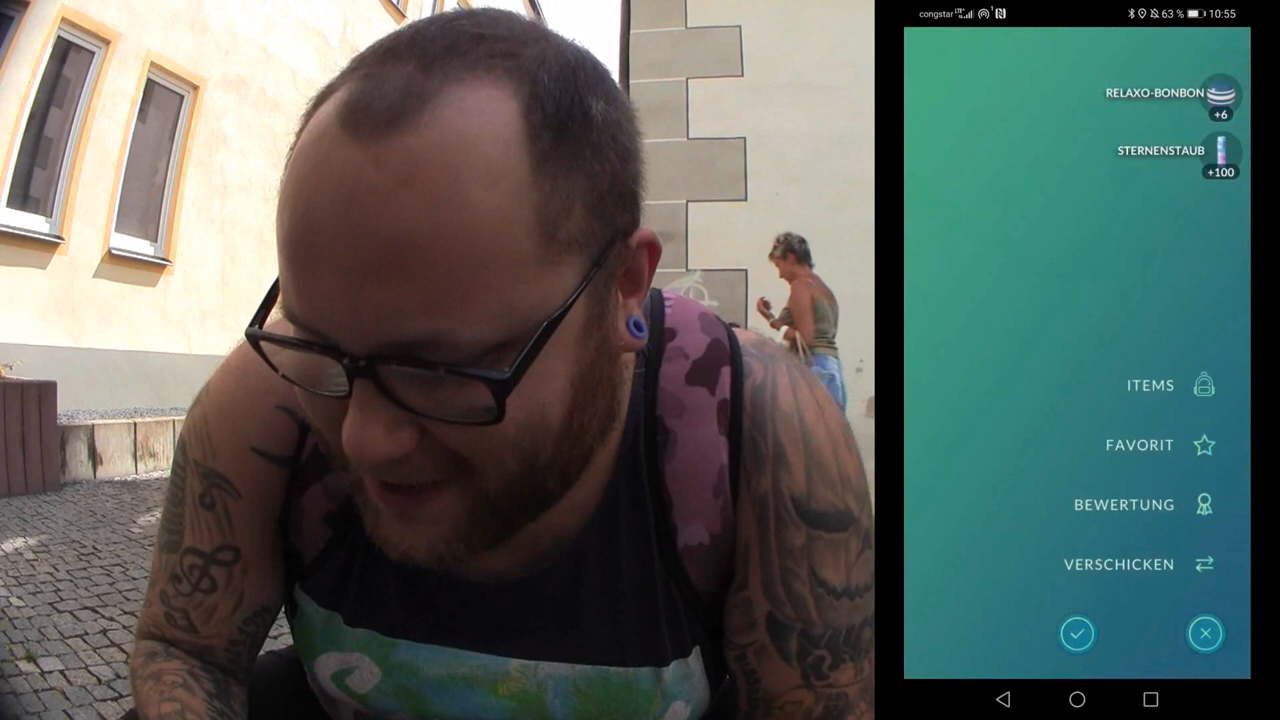 congstar 63 % 10:55
RELAXO-BONBON
+6
STERNENSTAUB
+100
ITEMS
FAVORIT
BEWERTUNG
VERSCHICKEN